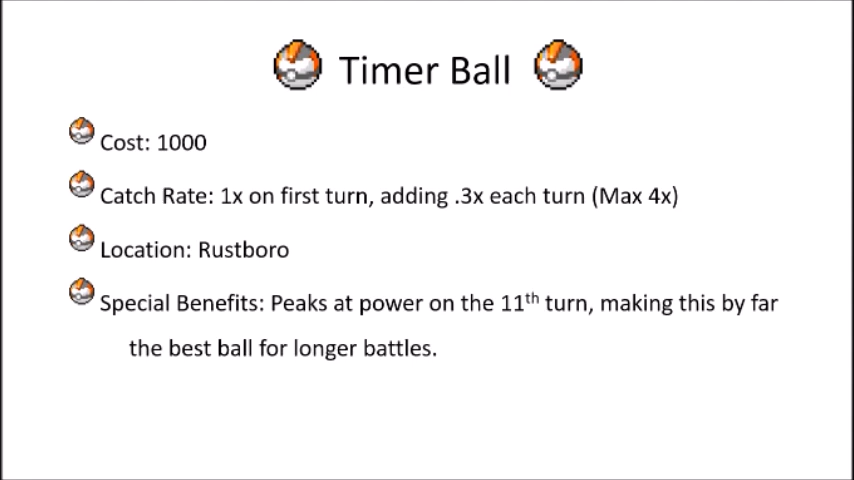 Timer Ball
Cost: 1000
Catch Rate: 1x on first turn, adding .3x each turn (Max 4x)
Location: Rustboro
Special Benefits: Peaks at power on the 11th turn, making this by far
the best ball for longer battles.